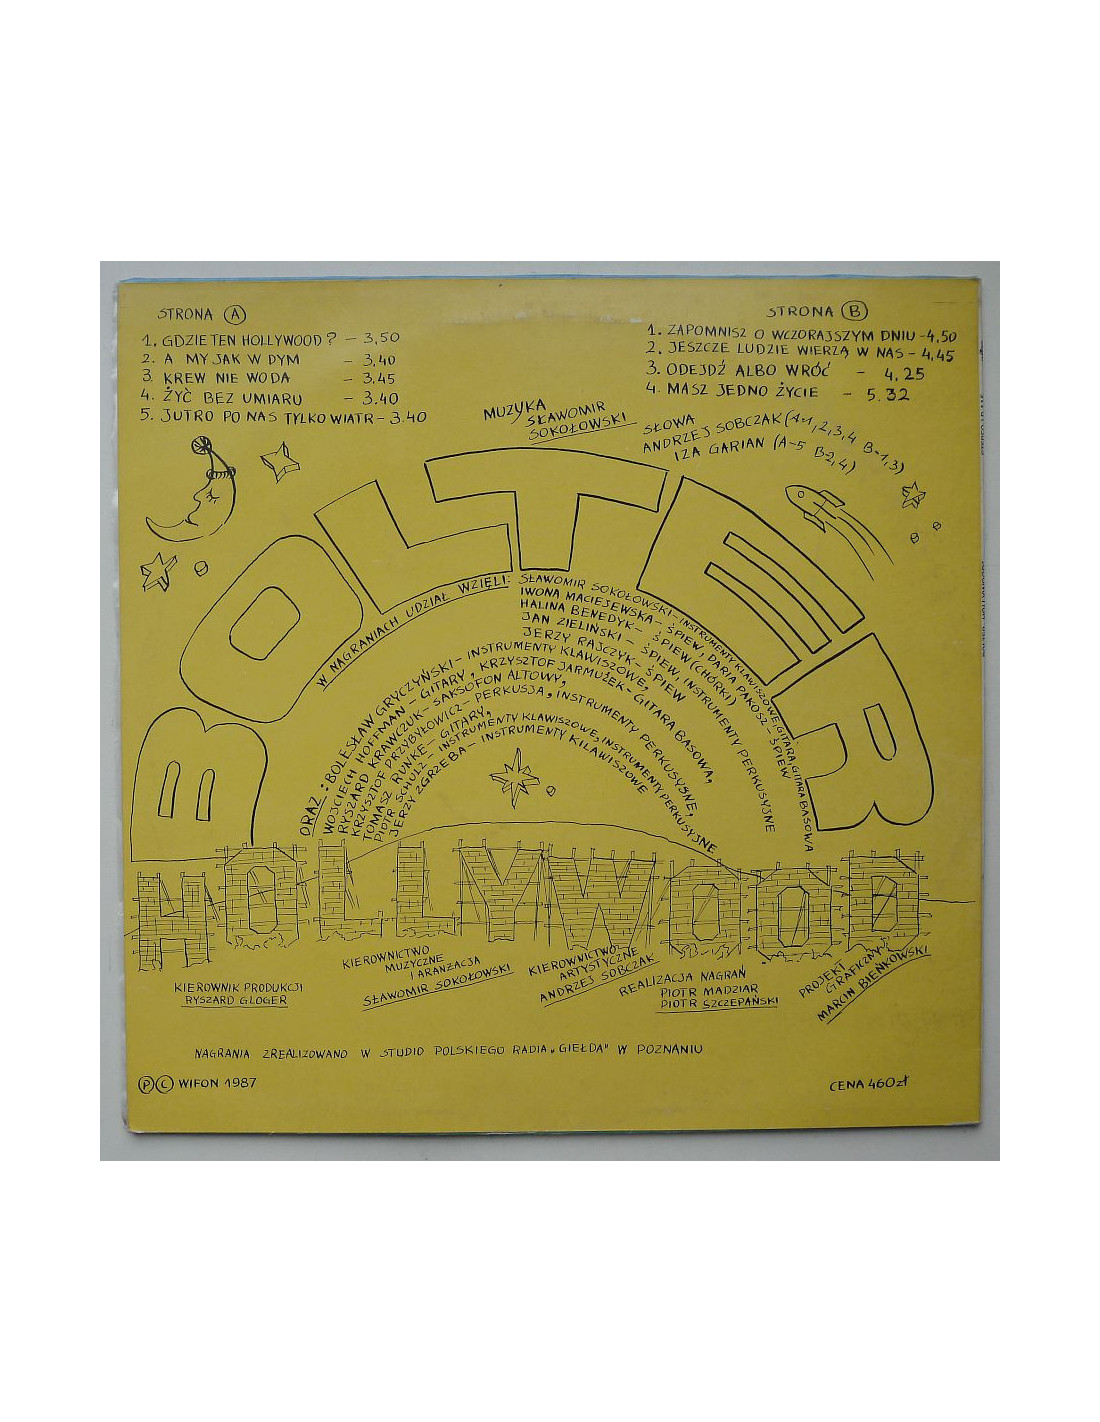 STRONA A
1. GDZIE TEN HOLLYWOOD? – 3,50
2. A MY JAK W DYM – 3,40
3. KREW NIE WODA – 3.45
4. ŻYĆ BEZ UMIARU – 3.40
5. JUTRO PO NAS TYLKO WIATR – 3.40
STRONA B
1. ZAPOMNISZ O WCZORAJSZYM DNIU – 4,50
2. JESZCZE LUDZIE WIERZĄ W NAS – 4,45
3. ODEJDŹ ALBO WRÓĆ – 4,25
4. MASZ JEDNO ŻYCIE – 5.32
MUZYKA
SŁAWOMIR
SOKOŁOWSKI
SŁOWA
ANDRZEJ SOBCZAK (A-1,2,3,4 B-1,3)
IZA GARIAN (A-5 B2,4)
BOLTER
W NAGRANIACH UDZIAŁ WZIĘLI:
SŁAWOMIR SOKOŁOWSKI – INSTRUMENTY KLAWISZOWE, GITARA, GITARA BASOWA
IWONA MACIEJEWSKA – ŚPIEW, DARIA PAKOSZ – ŚPIEW
HALINA BENEDYK – ŚPIEW (CHÓRKI)
JAN ZIELIŃSKI – ŚPIEW, INSTRUMENTY PERKUSYJNE
JERZY RAJCZYK – ŚPIEW
ORAZ: BOLESŁAW GRYCZYŃSKI – INSTRUMENTY KLAWISZOWE,
WOJCIECH HOFFMAN – GITARY, KRZYSZTOF JARMUŻEK – GITARA BASOWA,
RYSZARD KRAWCZUK – SAKSOFON ALTOWY,
KRZYSZTOF PRZYBYŁOWICZ – PERKUSJA, INSTRUMENTY PERKUSYJNE,
TOMASZ RUNKE – GITARY,
PIOTR SCHULZ – INSTRUMENTY KLAWISZOWE, INSTRUMENTY PERKUSYJNE
JERZY ZGRZEBA – INSTRUMENTY KILAWISZOWE
HOLLYWOOD
KIEROWNIK PRODUKCJI
RYSZARD GLOGER
KIEROWNICTWO
MUZYCZNE
I ARANŻACJA
SŁAWOMIR SOKOŁOWSKI
KIEROWNICTWO
ARTYSTYCZNE
ANDRZEJ SOBCZAK
REALIZACJA NAGRAŃ
PIOTR MADZIAR
PIOTR SZCZEPAŃSKI
PROJEKT
GRAFICZNY:
MARCIN BIEŃKOWSKI
NAGRANIA ZREALIZOWANO W STUDIO POLSKIEGO RADIA „GIEŁDA" W POZNANIU
Ⓟ Ⓒ WIFON 1987
CENA 460 zł